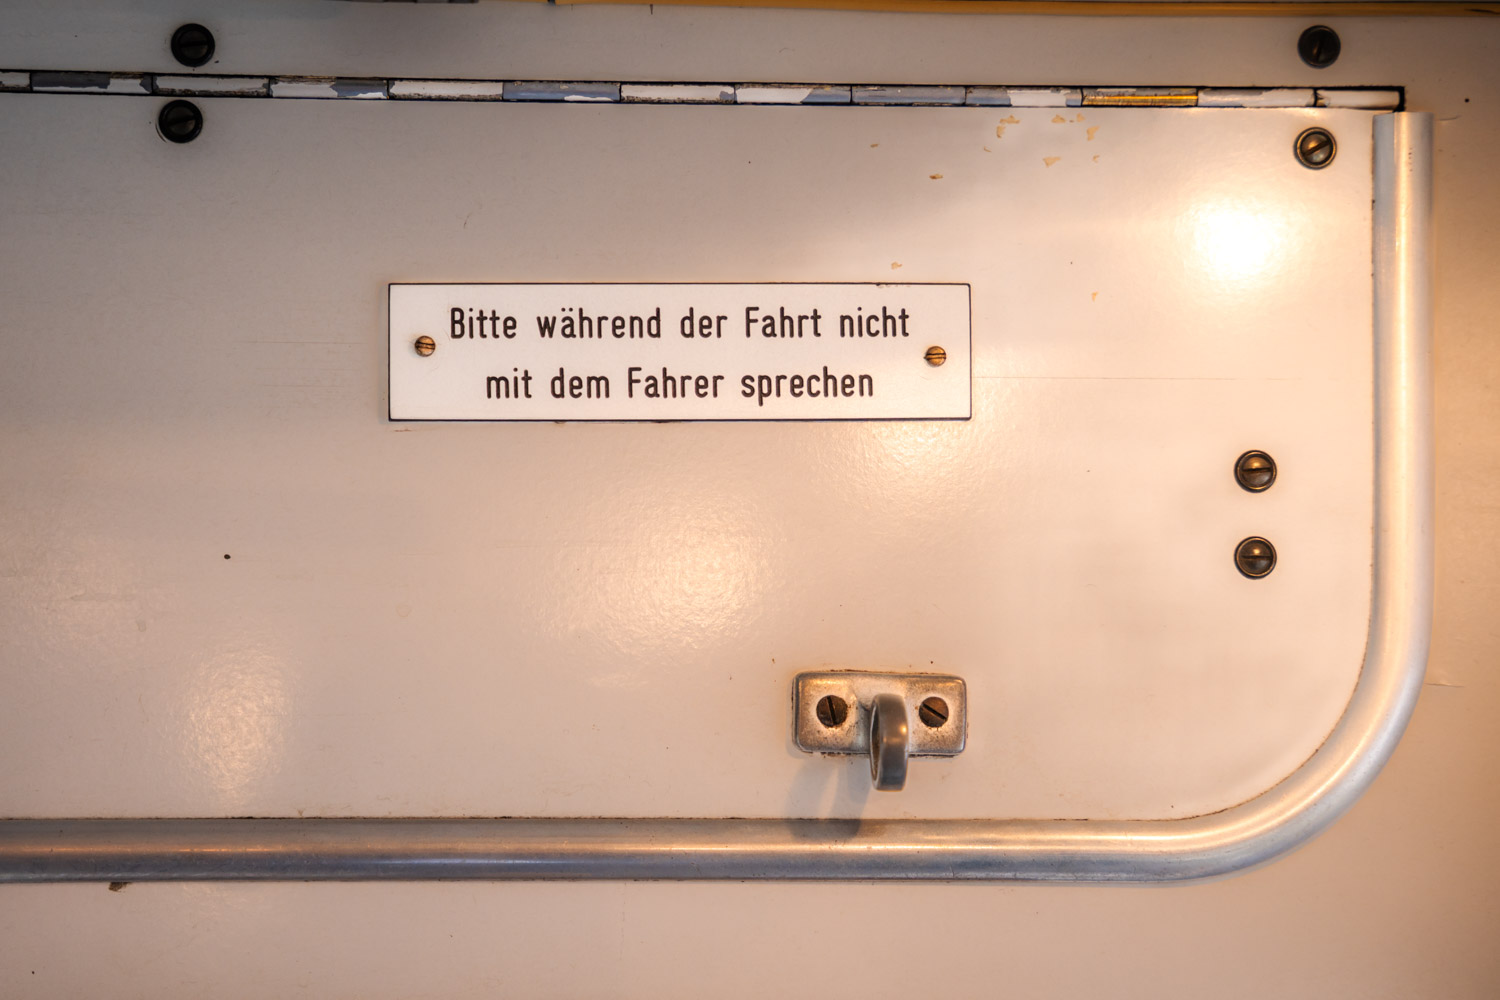 Bitte während der Fahrt nicht
mit dem Fahrer sprechen